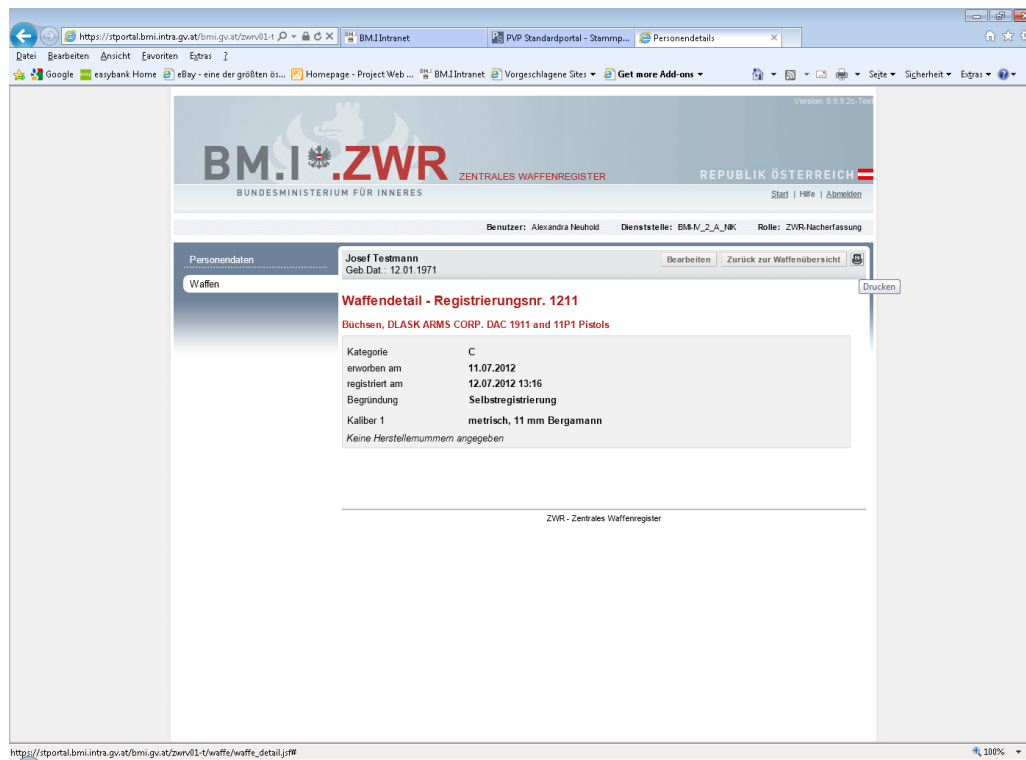 https://stportal.bmi.intra.gv.at/bmi.gv.at/zwrv01-t
BM.I Intranet
PVP Standardportal - Stammp...
Personendetails
Datei Bearbeiten Ansicht Favoriten Extras ?
Google easybank Home eBay - eine der größten ös... Homepage - Project Web ... BM.I Intranet Vorgeschlagene Sites Get more Add-ons Seite Sicherheit Extras
Version: 0.9.9.2c-Test
BM.I .ZWR ZENTRALES WAFFENREGISTER REPUBLIK ÖSTERREICH
BUNDESMINISTERIUM FÜR INNERES
Start | Hilfe | Abmelden
Benutzer: Alexandra Neuhold Dienststelle: BMI-IV_2_A_NIK Rolle: ZWR-Nacherfassung
Personendaten
Waffen
Josef Testmann
Geb.Dat.: 12.01.1971
Bearbeiten Zurück zur Waffenübersicht
Drucken
Waffendetail - Registrierungsnr. 1211
Büchsen, DLASK ARMS CORP. DAC 1911 and 11P1 Pistols
Kategorie C
erworben am 11.07.2012
registriert am 12.07.2012 13:16
Begründung Selbstregistrierung
Kaliber 1 metrisch, 11 mm Bergamann
Keine Herstellernummern angegeben
ZWR - Zentrales Waffenregister
https://stportal.bmi.intra.gv.at/bmi.gv.at/zwrv01-t/waffe/waffe_detail.jsf#
100%